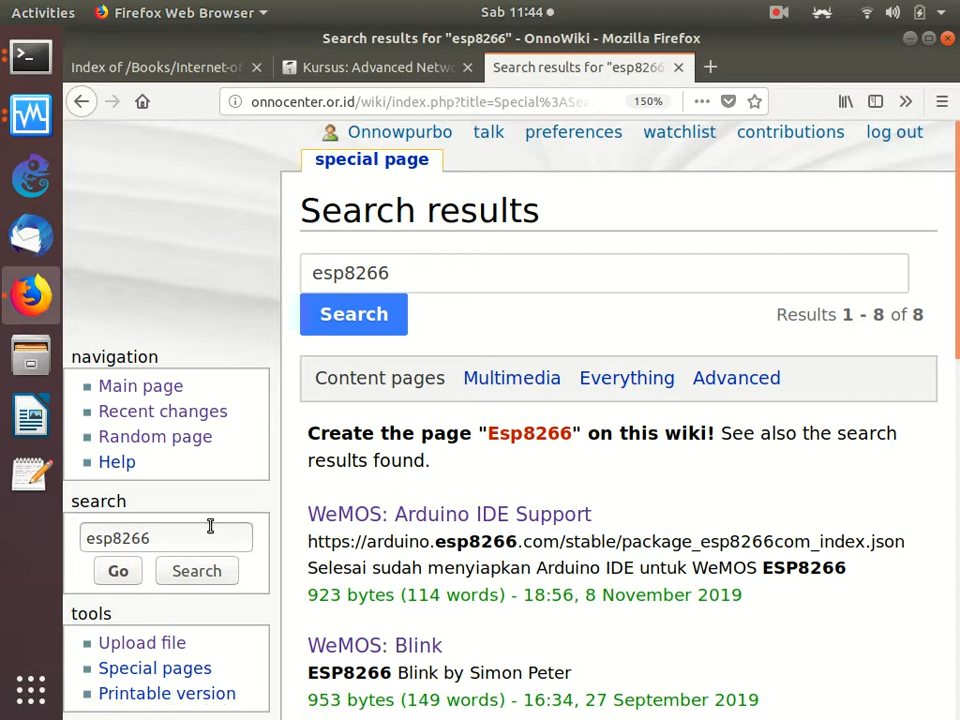 Activities Firefox Web Browser Sab 11:44
Search results for "esp8266" - OnnoWiki - Mozilla Firefox
Index of /Books/Internet-of Kursus: Advanced Netw Search results for "esp8266"
onnocenter.or.id/wiki/index.php?title=Special%3ASea 150%
Onnowpurbo talk preferences watchlist contributions log out
special page
Search results
esp8266
Search
Results 1 - 8 of 8
Content pages Multimedia Everything Advanced
Create the page "Esp8266" on this wiki! See also the search
results found.
WeMOS: Arduino IDE Support
https://arduino.esp8266.com/stable/package_esp8266com_index.json
Selesai sudah menyiapkan Arduino IDE untuk WeMOS ESP8266
923 bytes (114 words) - 18:56, 8 November 2019
WeMOS: Blink
ESP8266 Blink by Simon Peter
953 bytes (149 words) - 16:34, 27 September 2019
navigation
Main page
Recent changes
Random page
Help
search
esp8266
Go Search
tools
Upload file
Special pages
Printable version